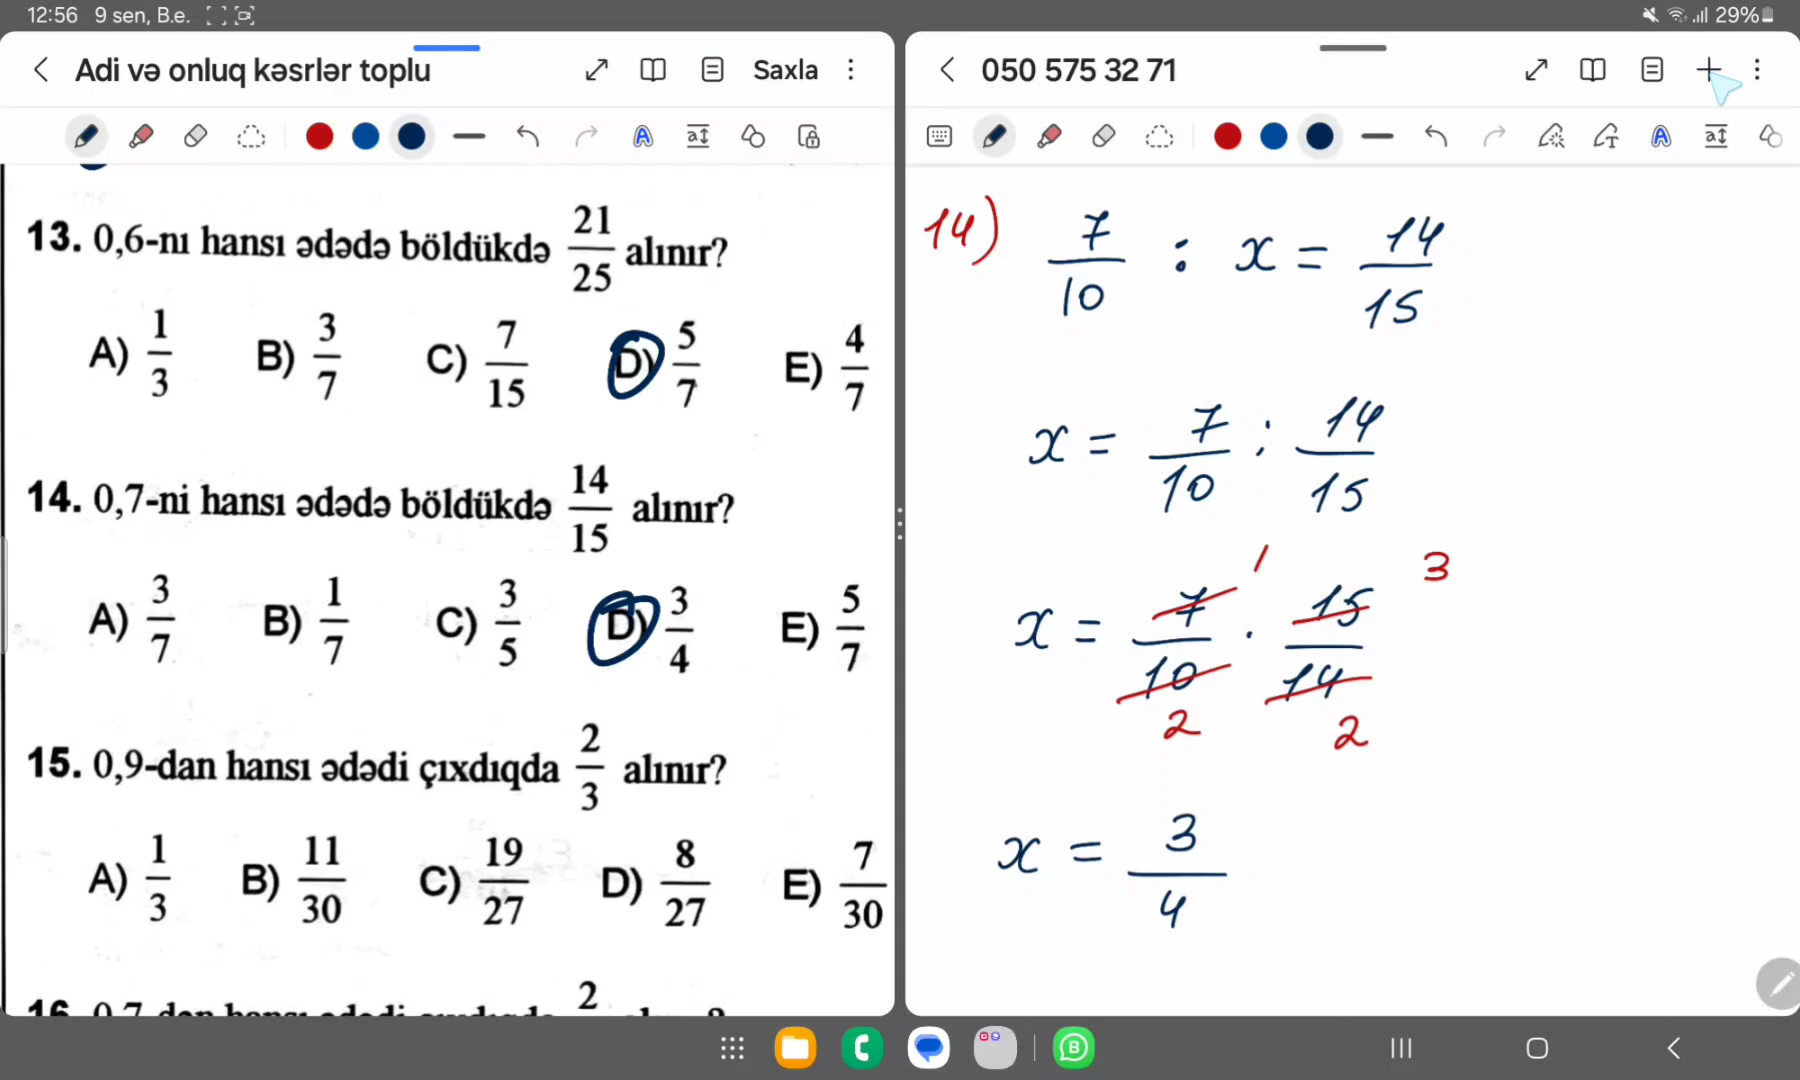 12:56 9 sen, B.e.
29%
Adi və onluq kəsrlər toplu
Saxla
13. 0,6-nı hansı ədədə böldükdə 21/25 alınır?
A) 1/3 B) 3/7 C) 7/15 D) 5/7 E) 4/7
14. 0,7-ni hansı ədədə böldükdə 14/15 alınır?
A) 3/7 B) 1/7 C) 3/5 D) 3/4 E) 5/7
15. 0,9-dan hansı ədədi çıxdıqda 2/3 alınır?
A) 1/3 B) 11/30 C) 19/27 D) 8/27 E) 7/30
050 575 32 71
14) 7/10 : x = 14/15
x = 7/10 : 14/15
1 3
x = 7/10 · 15/14
2 2
x = 3/4